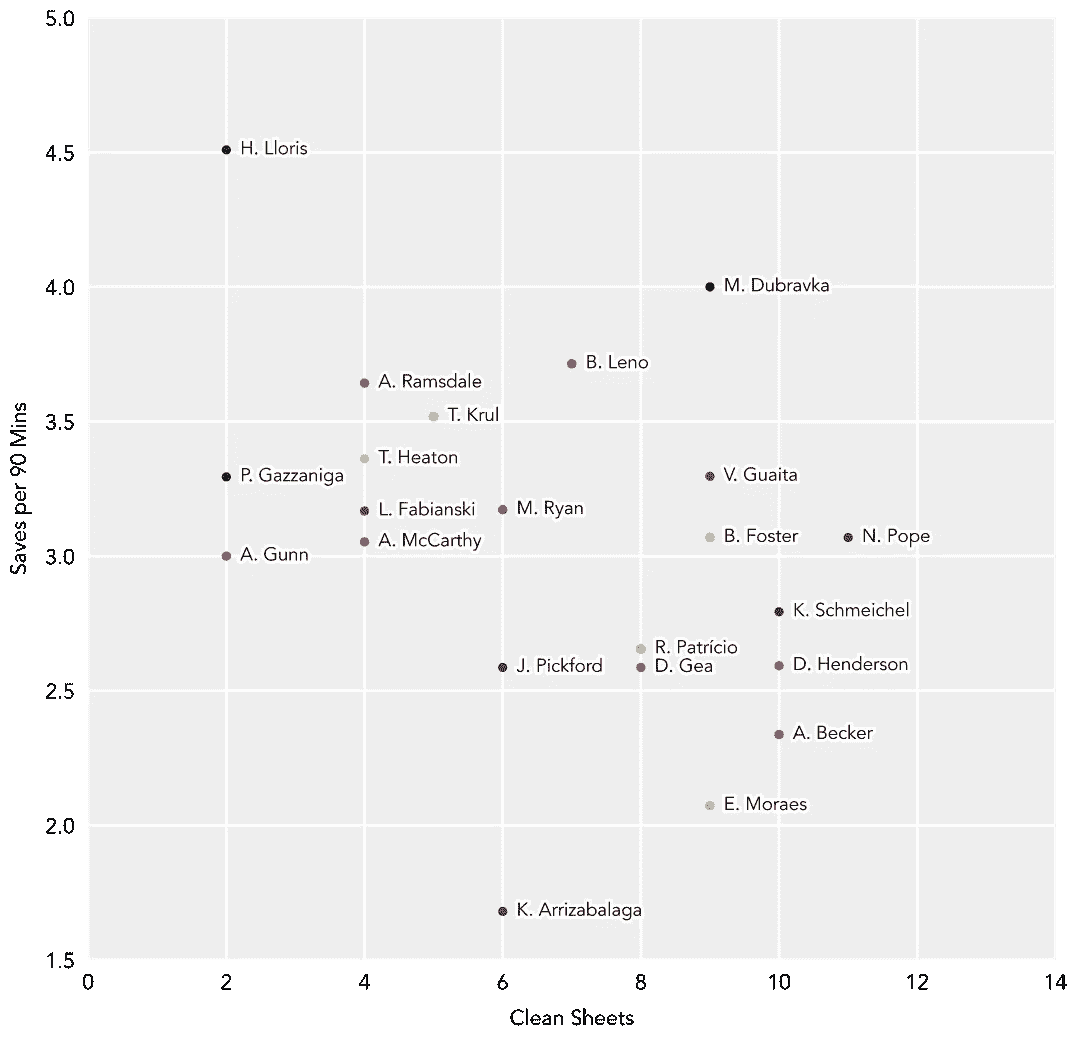 5.0
4.5
4.0
3.5
3.0
2.5
2.0
1.5
Saves per 90 Mins
H. Lloris
M. Dubravka
B. Leno
A. Ramsdale
T. Krul
T. Heaton
P. Gazzaniga
V. Guaita
L. Fabianski
M. Ryan
A. McCarthy
B. Foster
N. Pope
A. Gunn
K. Schmeichel
R. Patrício
J. Pickford
D. Gea
D. Henderson
A. Becker
E. Moraes
K. Arrizabalaga
0 2 4 6 8 10 12 14
Clean Sheets